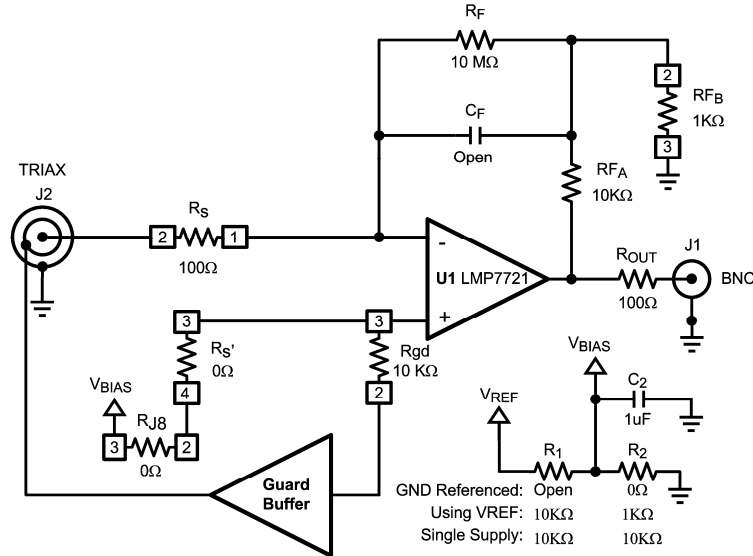 R_F
10 MΩ
2
RF_B
1KΩ
3
C_F
Open
TRIAX
J2
RF_A
10KΩ
R_S
2
1
100Ω
-
U1 LMP7721
+
R_OUT
100Ω
J1
BNC
3
R_S'
0Ω
4
3
Rgd
10 KΩ
2
V_BIAS
R_J8
3
2
0Ω
Guard
Buffer
V_BIAS
V_REF
C_2
1uF
R_1
R_2
GND Referenced: Open 0Ω
Using VREF: 10KΩ 1KΩ
Single Supply: 10KΩ 10KΩ